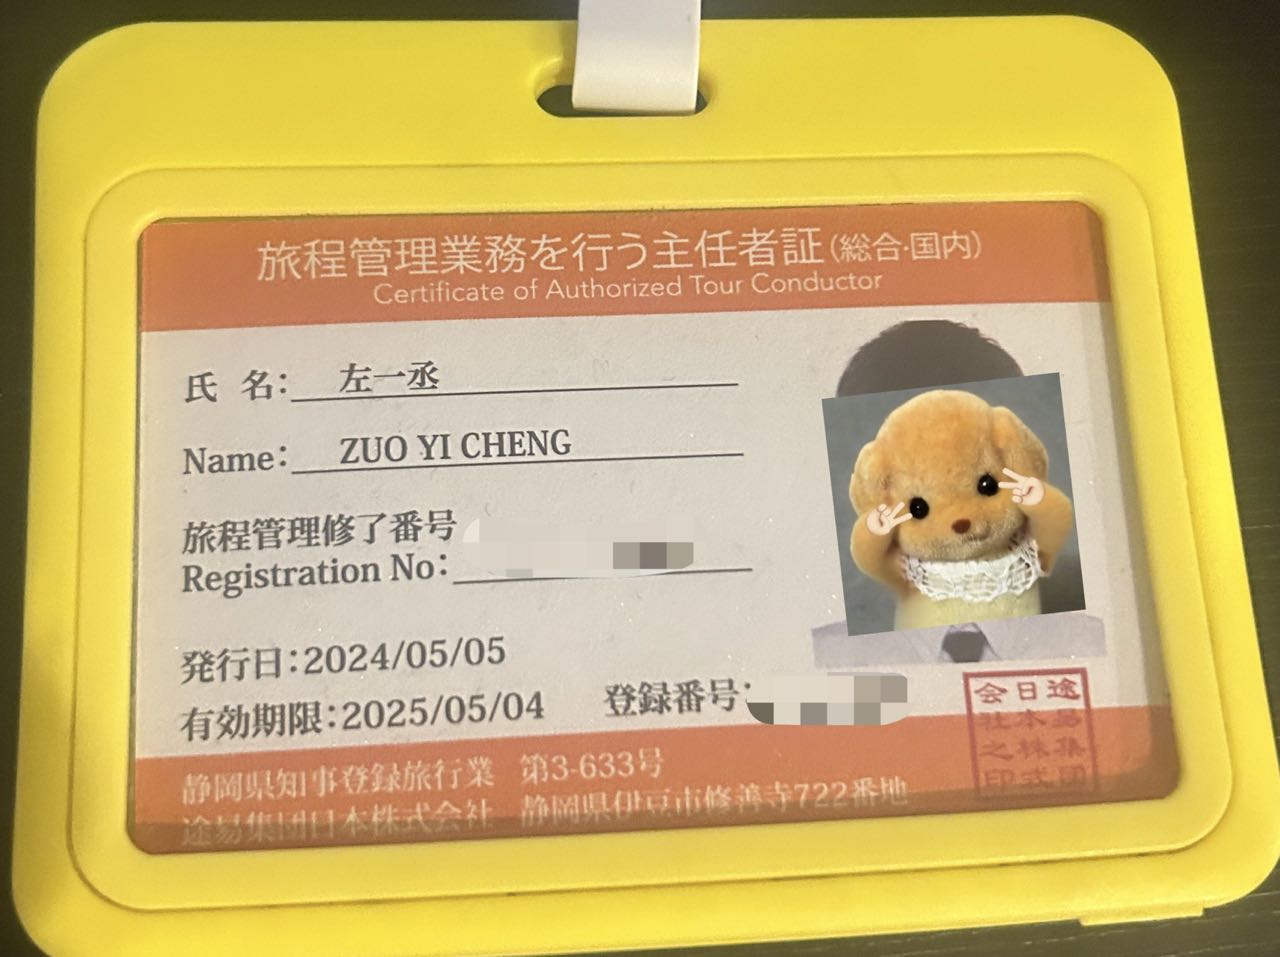 旅程管理業務を行う主任者証(総合·国内)
Certificate of Authorized Tour Conductor
氏 名: 左一丞
Name: ZUO YI CHENG
旅程管理修了番号
Registration No:
発行日:2024/05/05
有効期限:2025/05/04 登録番号:
静岡県知事登録旅行業 第3-633号
途易集団日本株式会社 静岡県伊豆市修善寺722番地
途易集団
日本株式
会社之印